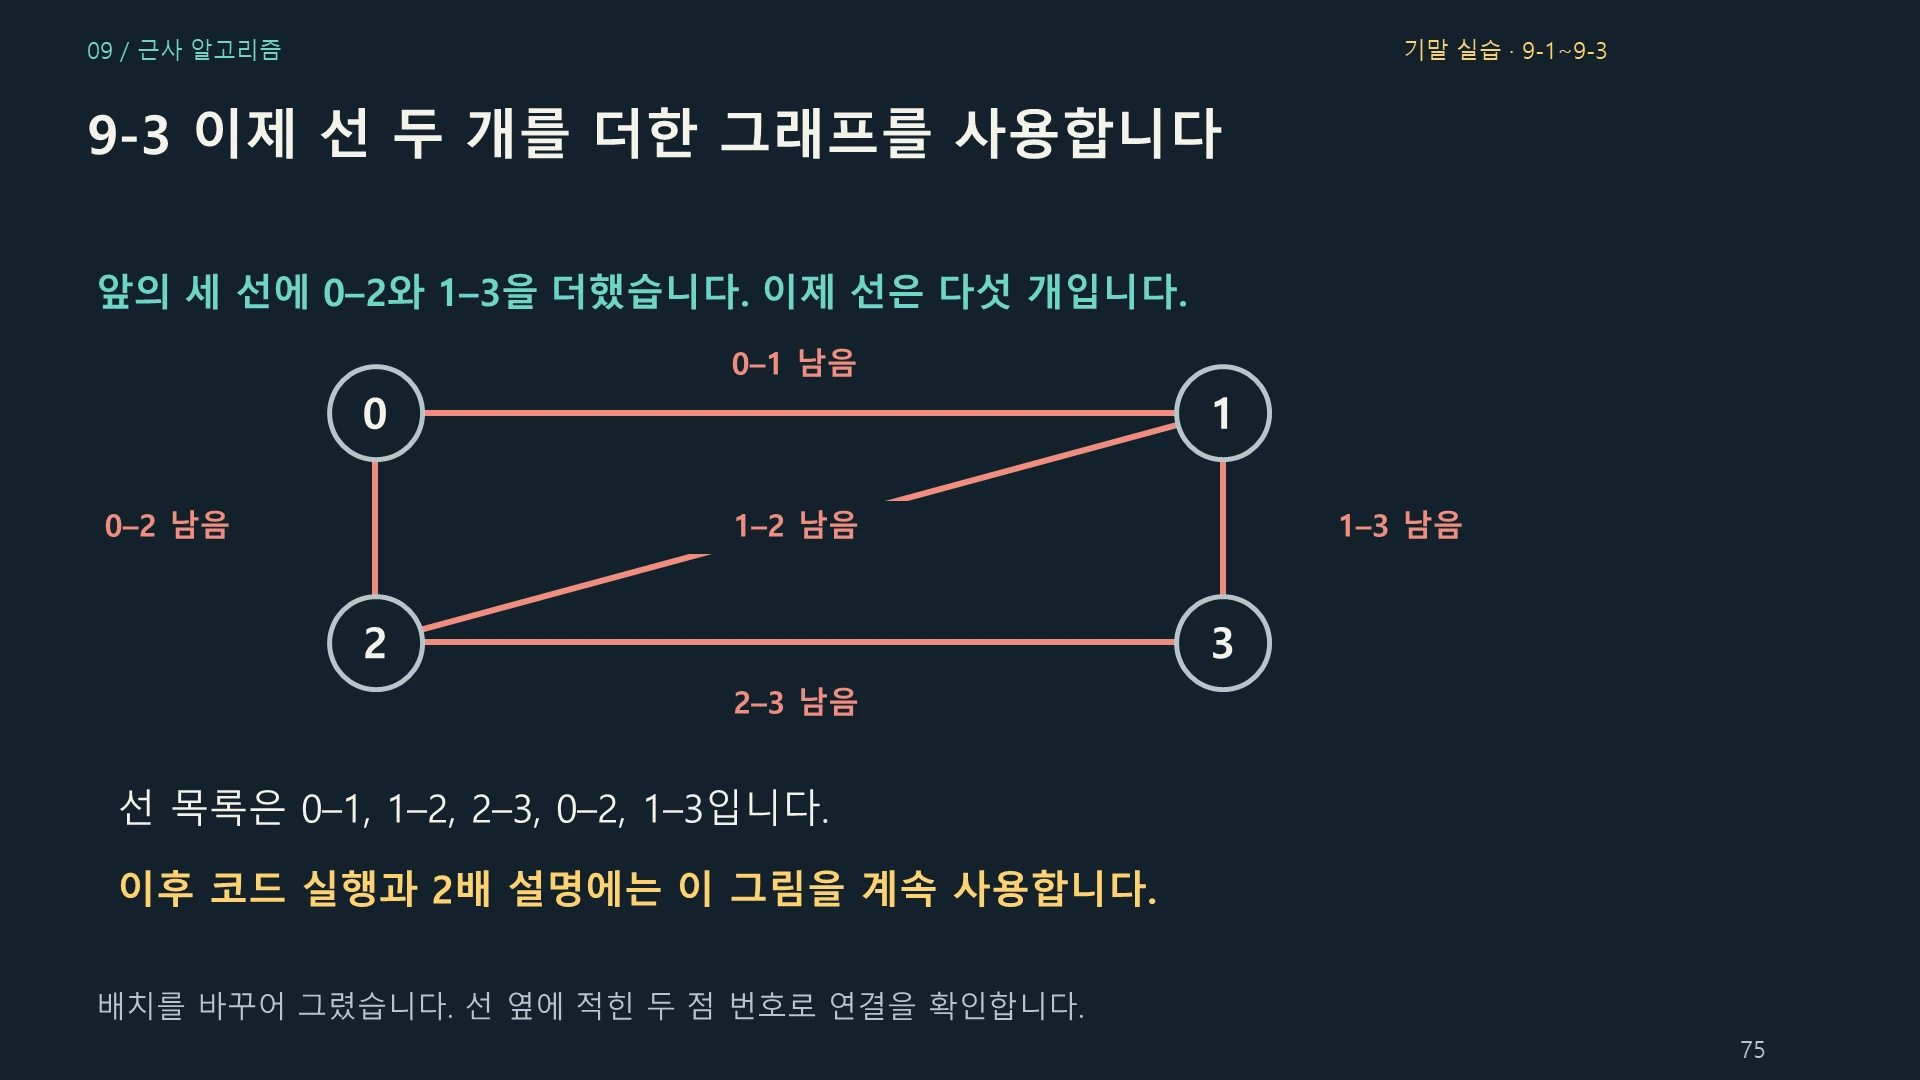 09 / 근사 알고리즘
기말 실습 · 9-1~9-3
9-3 이제 선 두 개를 더한 그래프를 사용합니다
앞의 세 선에 0–2와 1–3을 더했습니다. 이제 선은 다섯 개입니다.
0–1 남음
0
1
0–2 남음
1–2 남음
1–3 남음
2
3
2–3 남음
선 목록은 0–1, 1–2, 2–3, 0–2, 1–3입니다.
이후 코드 실행과 2배 설명에는 이 그림을 계속 사용합니다.
배치를 바꾸어 그렸습니다. 선 옆에 적힌 두 점 번호로 연결을 확인합니다.
75